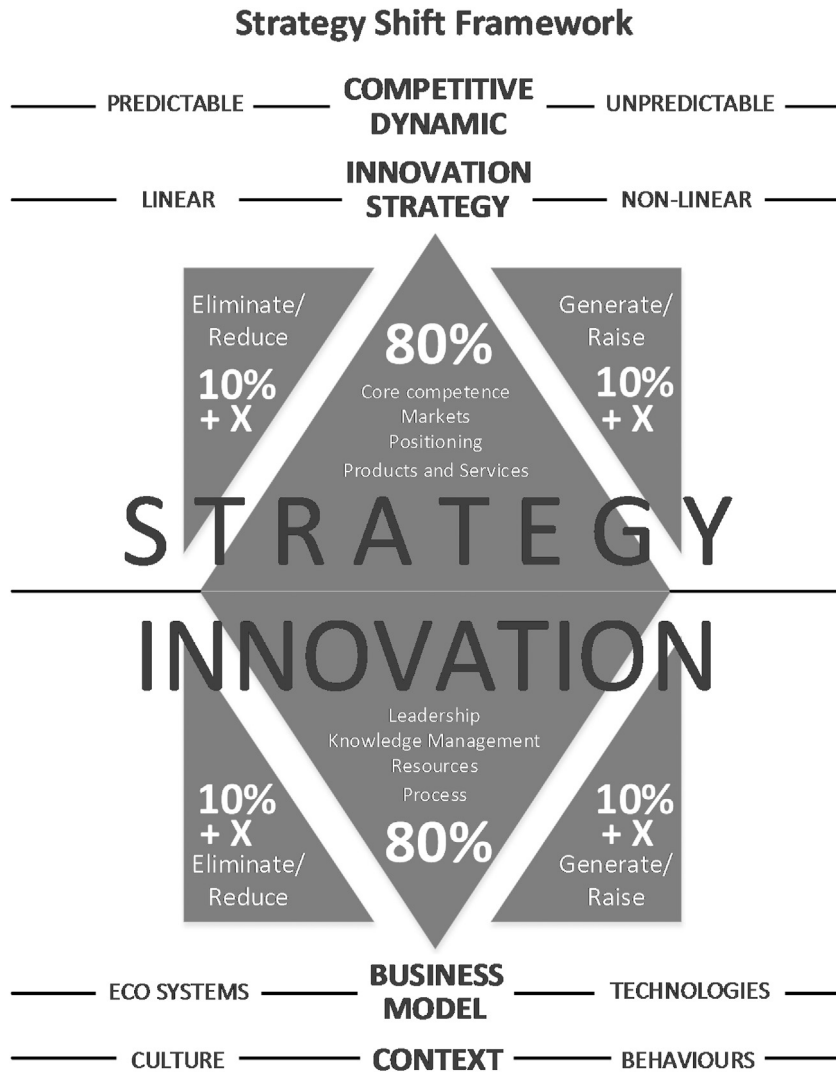 Strategy Shift Framework
PREDICTABLE
COMPETITIVE
DYNAMIC
UNPREDICTABLE
LINEAR
INNOVATION
STRATEGY
NON-LINEAR
Eliminate/
Reduce
10%
+ X
80%
Core competence
Markets
Positioning
Products and Services
Generate/
Raise
10%
+ X
STRATEGY
INNOVATION
10%
+ X
Eliminate/
Reduce
Leadership
Knowledge Management
Resources
Process
80%
10%
+ X
Generate/
Raise
ECO SYSTEMS
BUSINESS
MODEL
TECHNOLOGIES
CULTURE
CONTEXT
BEHAVIOURS